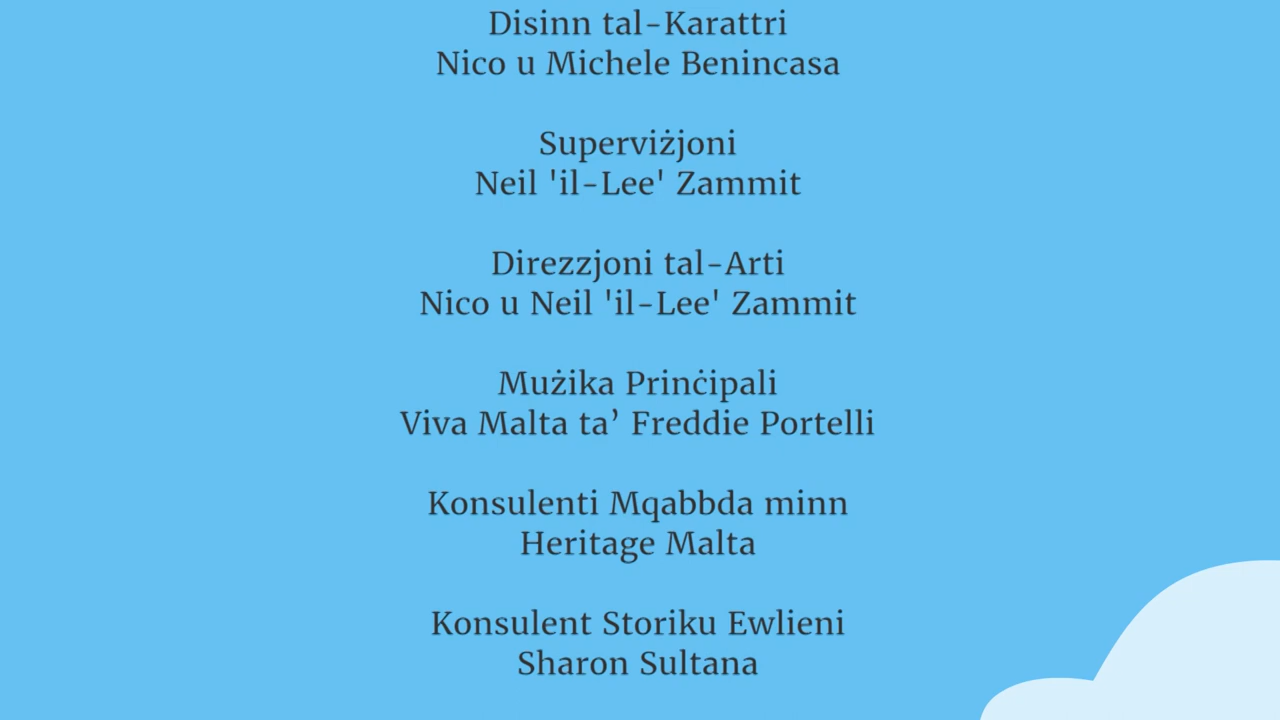 Disinn tal-Karattri
Nico u Michele Benincasa
Superviżjoni
Neil 'il-Lee' Zammit
Direzzjoni tal-Arti
Nico u Neil 'il-Lee' Zammit
Mużika Prinċipali
Viva Malta ta’ Freddie Portelli
Konsulenti Mqabbda minn
Heritage Malta
Konsulent Storiku Ewlieni
Sharon Sultana